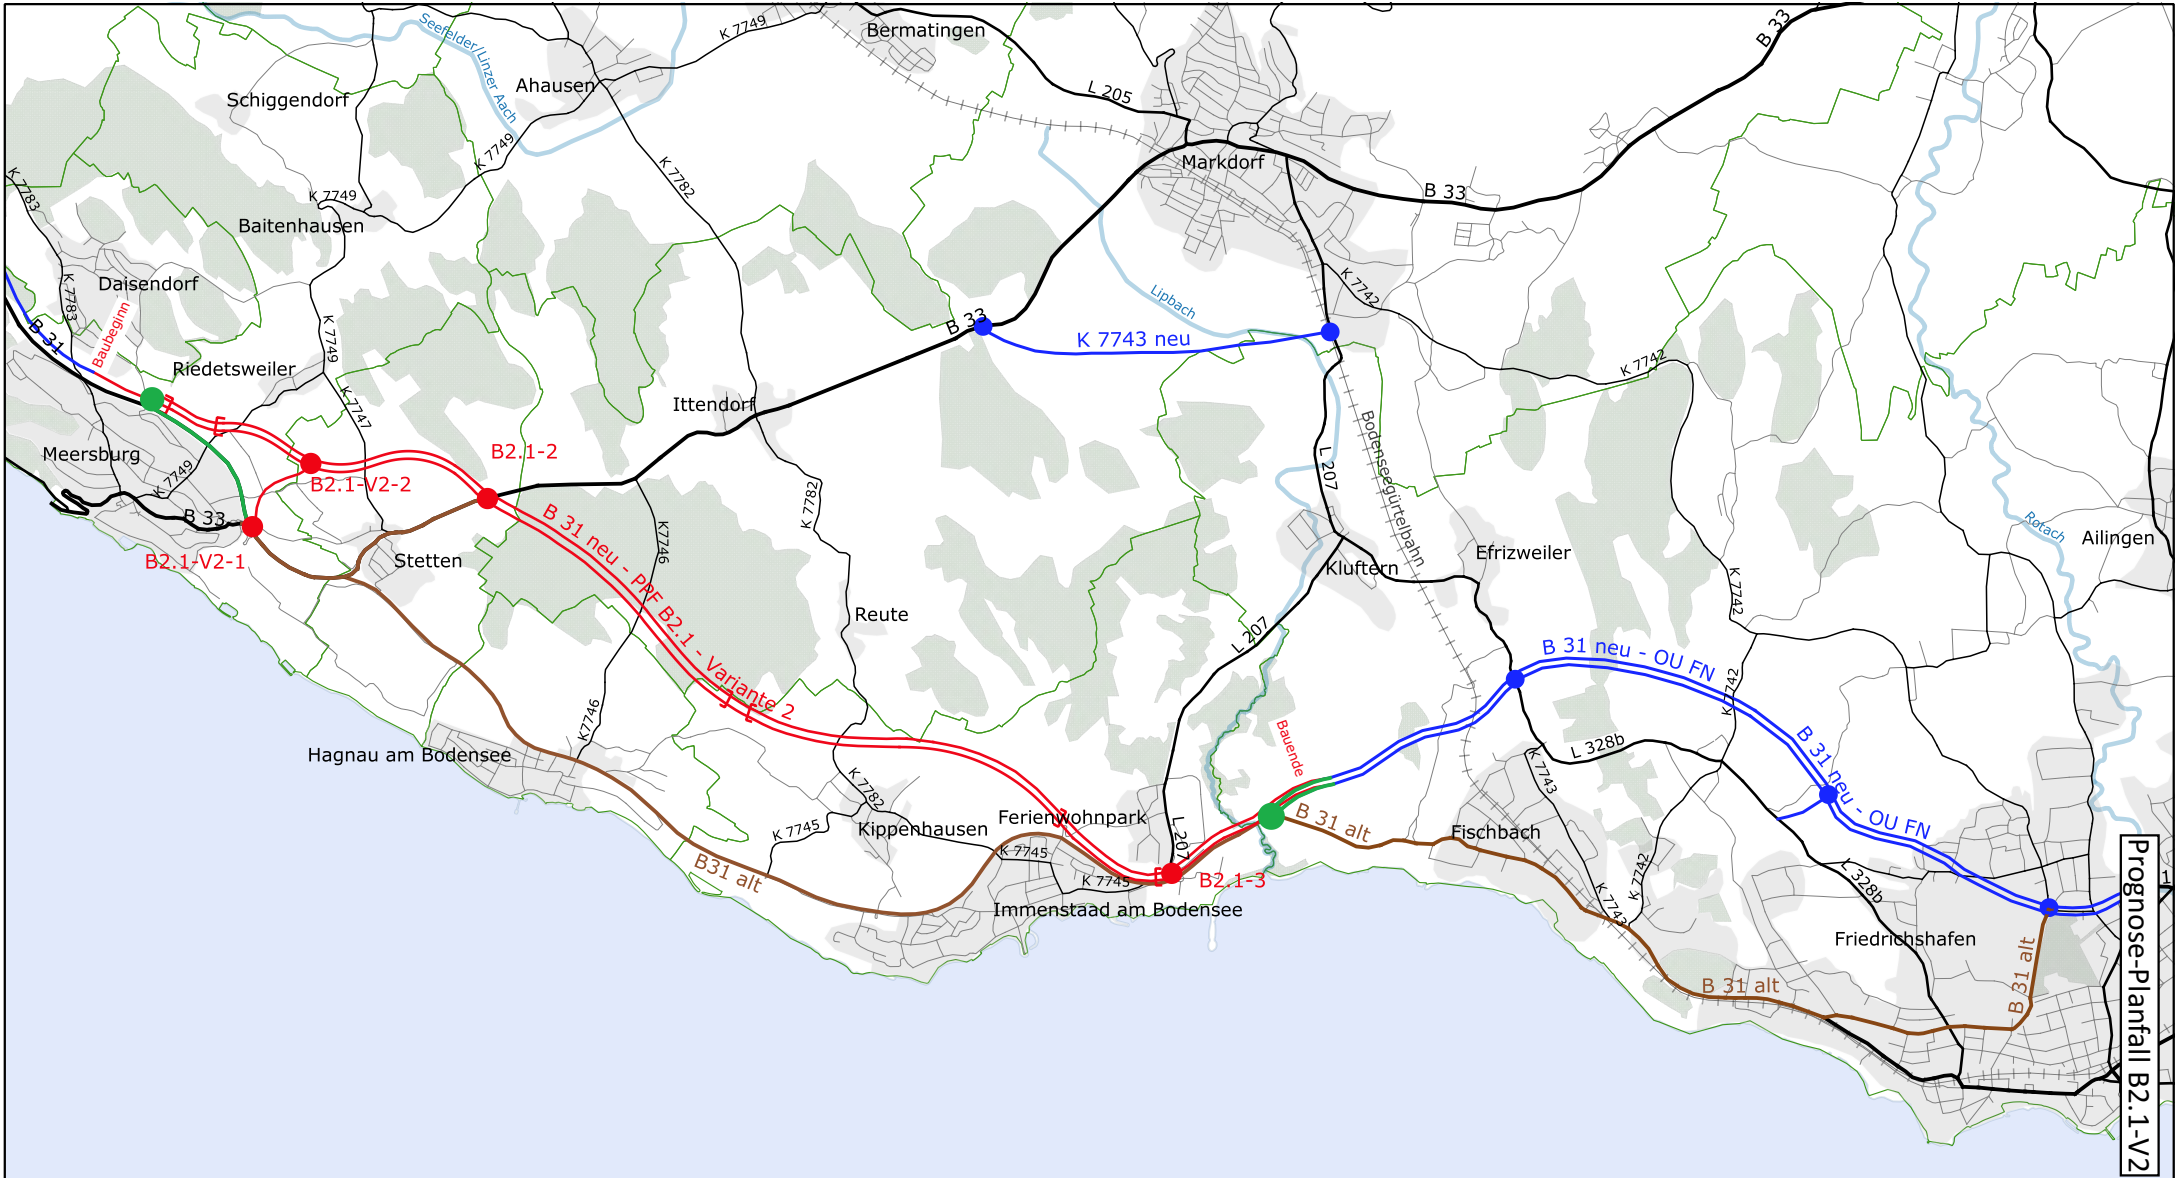 Bermatingen
K 7749
B 33
Seefelder/Linzer Aach
Ahausen
L 205
Schiggendorf
K 7749
Markdorf
K 7782
B 33
K 7783
K 7749
Baitenhausen
Daisendorf
K 7783
K 7742
Lipbach
B 31
Baubeginn
B 33
K 7743 neu
K 7749
Riedetsweiler
K 7742
K 7747
Ittendorf
Bodenseegürtelbahn
Meersburg
B2.1-2
K 7749
B2.1-V2-2
L 207
K 7782
B 33
Rotach
Ailingen
B 31 neu - PPF B2.1 - Variante 2
K7746
B2.1-V2-1
Stetten
Kluftern
Efrizweiler
K 7742
Reute
L 207
B 31 neu - OU FN
K 7742
K7746
Hagnau am Bodensee
Bauende
L 328b
K 7743
B 31 neu - OU FN
K 7782
K 7745
Kippenhausen
Ferienwohnpark
L 207
B 31 alt
Fischbach
K 7745
B31 alt
K 7745
B2.1-3
K 7742
L 328b
K 7743
Immenstaad am Bodensee
Friedrichshafen
B 31 alt
B 31 alt
Prognose-Planfall B2.1-V2